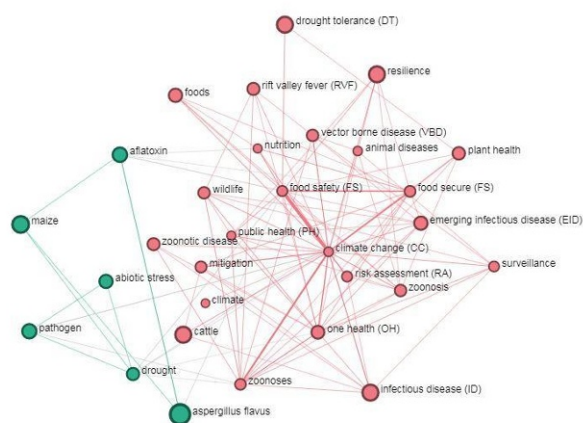 drought tolerance (DT)
resilience
foods
rift valley fever (RVF)
vector borne disease (VBD)
nutrition
animal diseases
plant health
aflatoxin
wildlife
food safety (FS)
food secure (FS)
maize
public health (PH)
emerging infectious disease (EID)
zoonotic disease
climate change (CC)
mitigation
risk assessment (RA)
surveillance
abiotic stress
zoonosis
climate
pathogen
cattle
one health (OH)
drought
zoonoses
infectious disease (ID)
aspergillus flavus